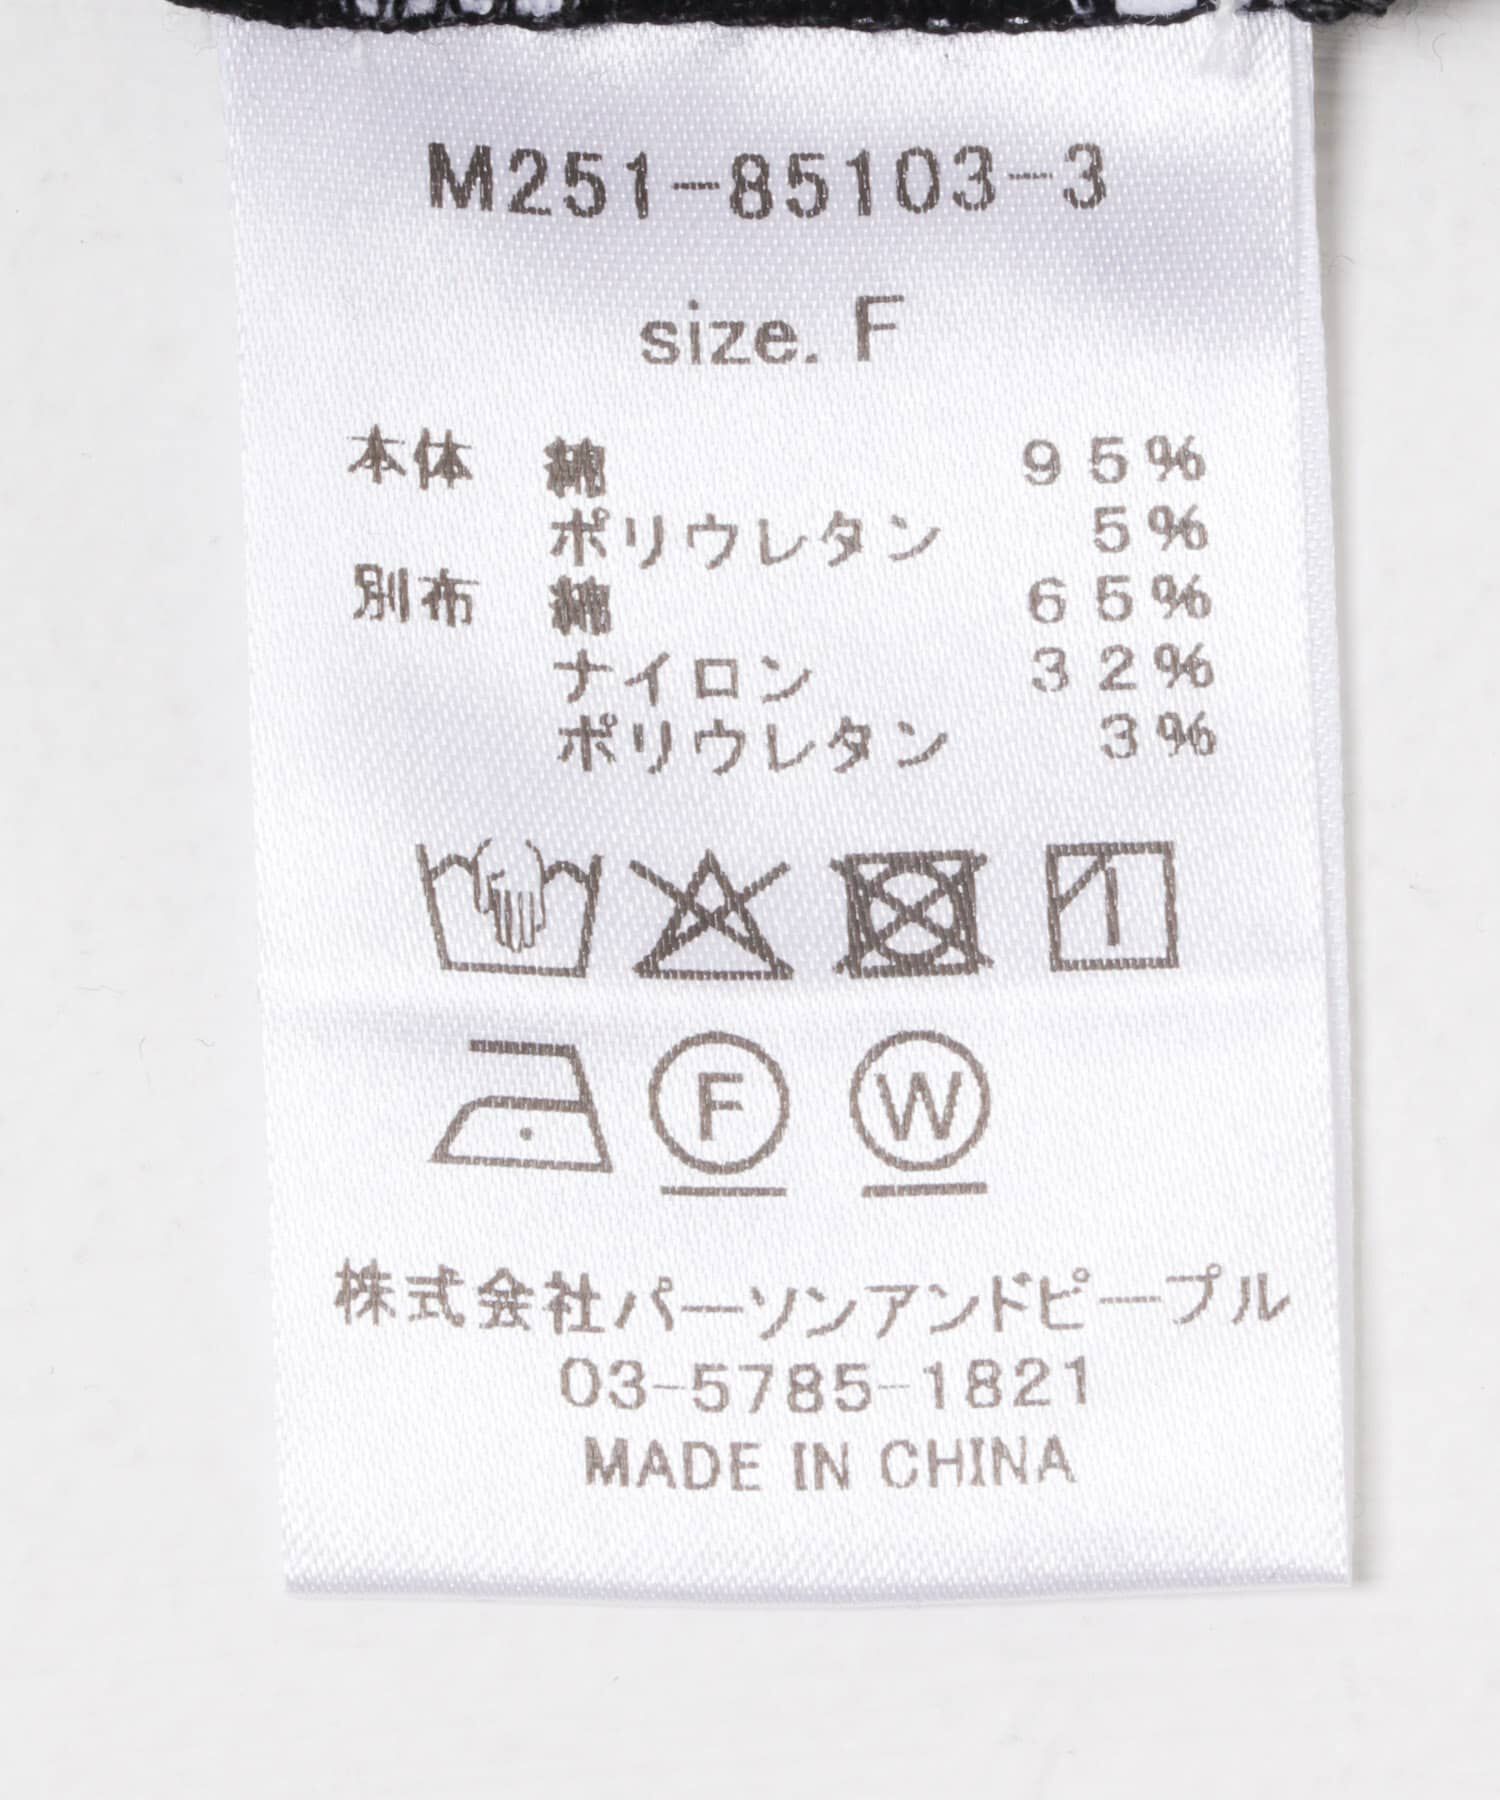 M251-85103-3
size. F
本体 綿 95%
ポリウレタン 5%
別布 綿 65%
ナイロン 32%
ポリウレタン 3%
F W
株式会社パーソンアンドピープル
03-5785-1821
MADE IN CHINA